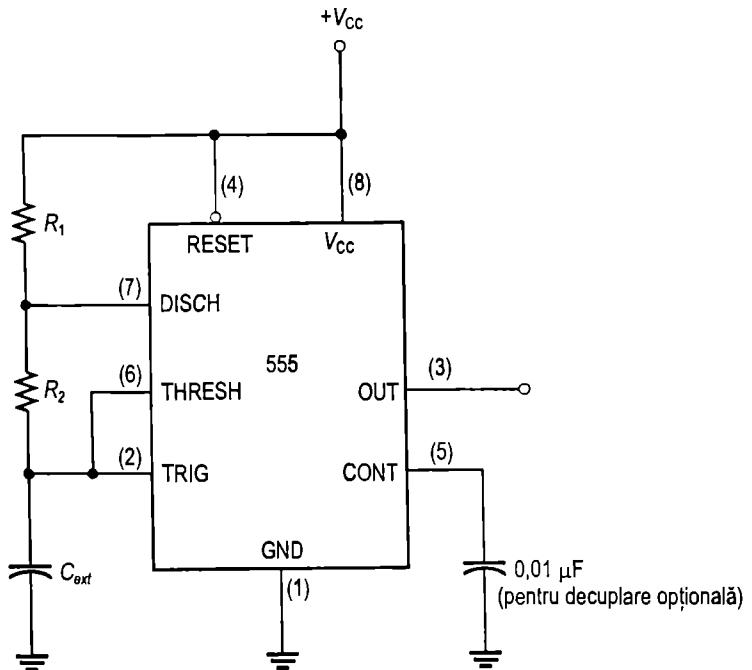 +VCC
(4)
(8)
R1
RESET
VCC
(7)
DISCH
555
(6)
(3)
R2
THRESH
OUT
(2)
(5)
TRIG
CONT
GND
Cext
(1)
0,01 µF
(pentru decuplare opțională)